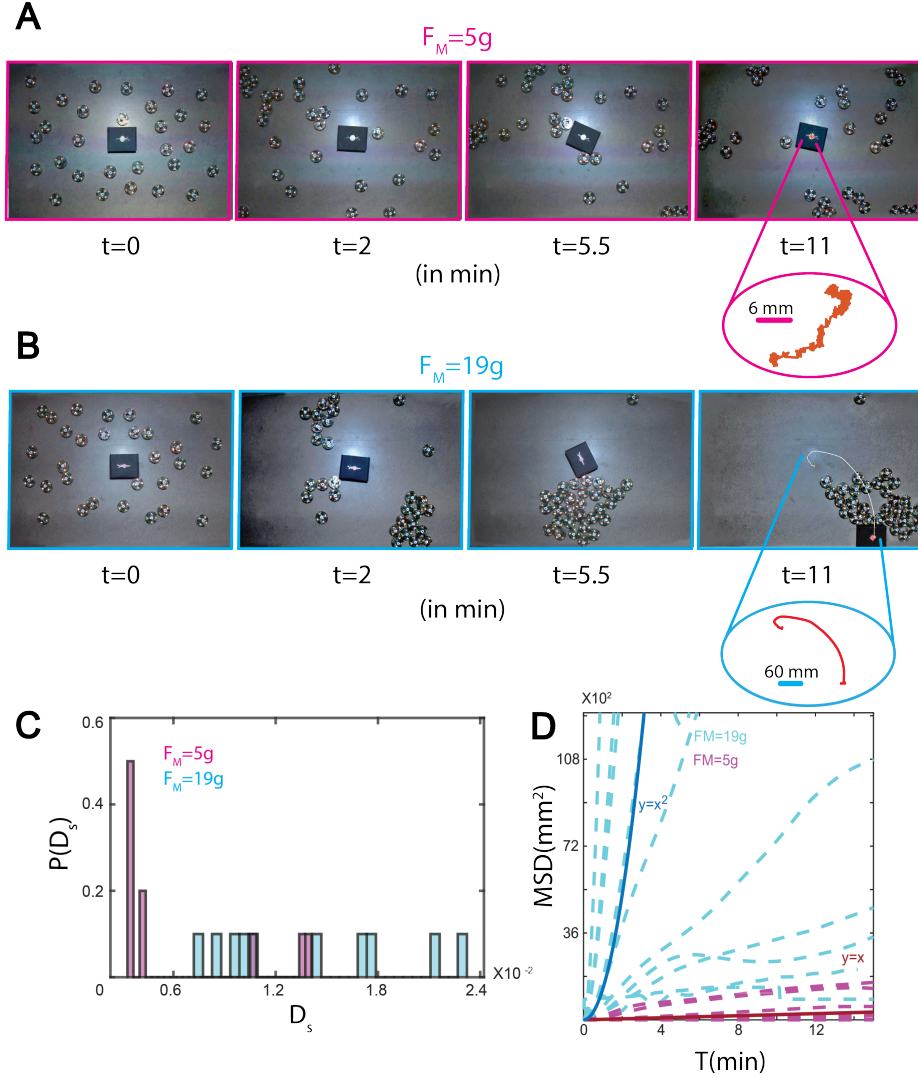 A
F_M=5g
t=0 t=2 t=5.5 t=11
(in min)
6 mm
B
F_M=19g
t=0 t=2 t=5.5 t=11
(in min)
60 mm
C
F_M=5g
F_M=19g
P(D_s)
0.6
0.4
0.2
0 0.6 1.2 1.8 2.4
X10^-2
D_s
D
X10^2
FM=19g
FM=5g
y=x^2
y=x
MSD(mm^2)
108
72
36
0 4 8 12
T(min)